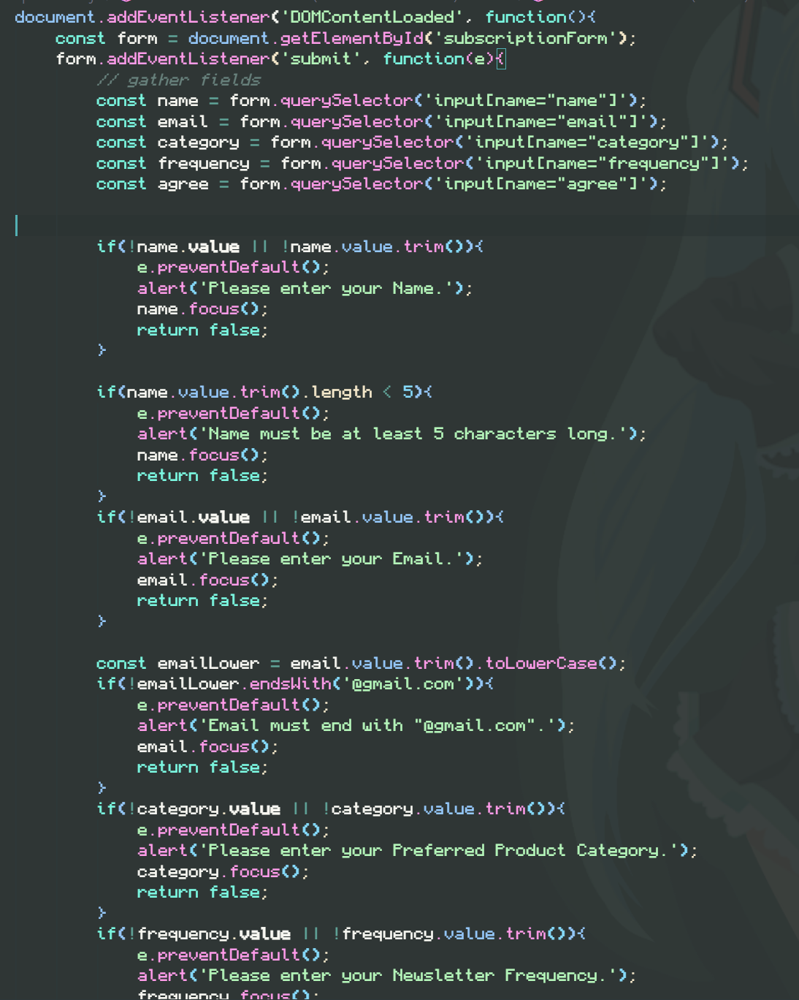 document.addEventListener('DOMContentLoaded', function(){
    const form = document.getElementById('subscriptionForm');
    form.addEventListener('submit', function(e){
        // gather fields
        const name = form.querySelector('input[name="name"]');
        const email = form.querySelector('input[name="email"]');
        const category = form.querySelector('input[name="category"]');
        const frequency = form.querySelector('input[name="frequency"]');
        const agree = form.querySelector('input[name="agree"]');
        if(!name.value || !name.value.trim()){
            e.preventDefault();
            alert('Please enter your Name.');
            name.focus();
            return false;
        }
        if(name.value.trim().length < 5){
            e.preventDefault();
            alert('Name must be at least 5 characters long.');
            name.focus();
            return false;
        }
        if(!email.value || !email.value.trim()){
            e.preventDefault();
            alert('Please enter your Email.');
            email.focus();
            return false;
        }
        const emailLower = email.value.trim().toLowerCase();
        if(!emailLower.endsWith('@gmail.com')){
            e.preventDefault();
            alert('Email must end with "@gmail.com".');
            email.focus();
            return false;
        }
        if(!category.value || !category.value.trim()){
            e.preventDefault();
            alert('Please enter your Preferred Product Category.');
            category.focus();
            return false;
        }
        if(!frequency.value || !frequency.value.trim()){
            e.preventDefault();
            alert('Please enter your Newsletter Frequency.');
            frequency.focus();